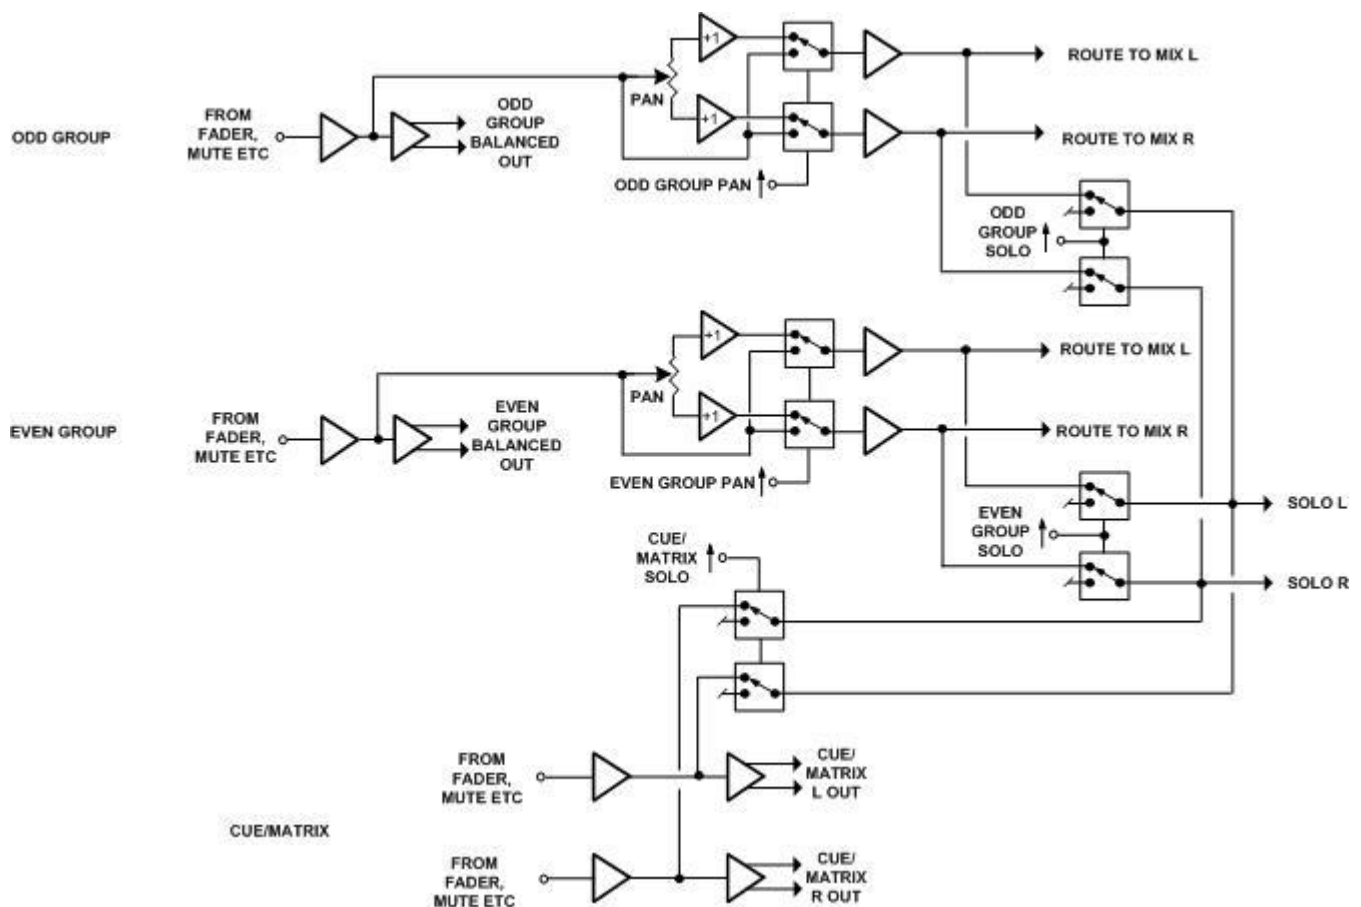 ODD GROUP
FROM
FADER,
MUTE ETC
ODD
GROUP
BALANCED
OUT
PAN
+1
+1
ODD GROUP PAN
ROUTE TO MIX L
ROUTE TO MIX R
ODD
GROUP
SOLO
EVEN GROUP
FROM
FADER,
MUTE ETC
EVEN
GROUP
BALANCED
OUT
PAN
+1
+1
EVEN GROUP PAN
ROUTE TO MIX L
ROUTE TO MIX R
EVEN
GROUP
SOLO
SOLO L
SOLO R
CUE/
MATRIX
SOLO
CUE/MATRIX
FROM
FADER,
MUTE ETC
CUE/
MATRIX
L OUT
FROM
FADER,
MUTE ETC
CUE/
MATRIX
R OUT